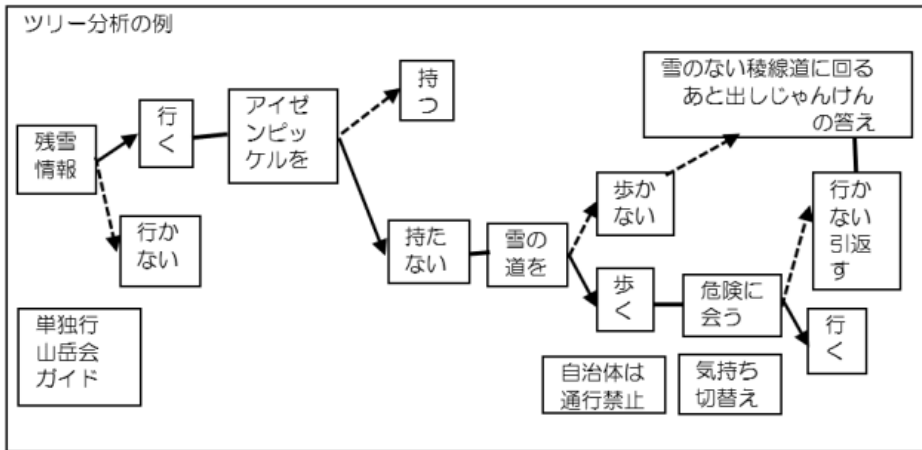 ツリー分析の例
残雪
情報
行
く
行か
ない
アイゼ
ンピッ
ケルを
持
つ
持た
ない
雪の
道を
歩か
ない
歩
く
危険に
会う
雪のない稜線道に回る
あと出しじゃんけん
の答え
行か
ない
引返
す
行
く
単独行
山岳会
ガイド
自治体は
通行禁止
気持ち
切替え